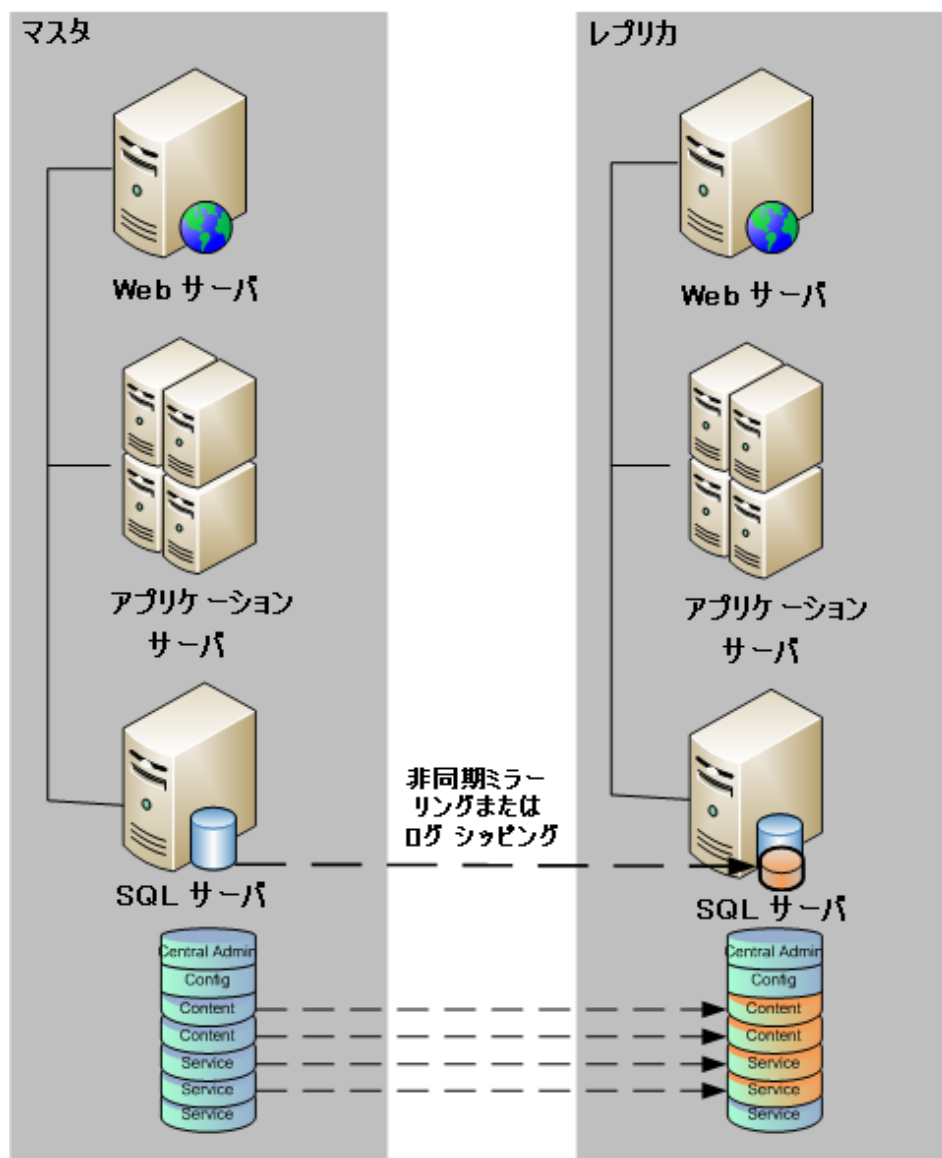 マスタ
Web サーバ
アプリケーション
サーバ
SQL サーバ
Central Admin
Config
Content
Content
Service
Service
Service
非同期ミラー
リングまたは
ログ シッピング
レプリカ
Web サーバ
アプリケーション
サーバ
SQL サーバ
Central Admin
Config
Content
Content
Service
Service
Service